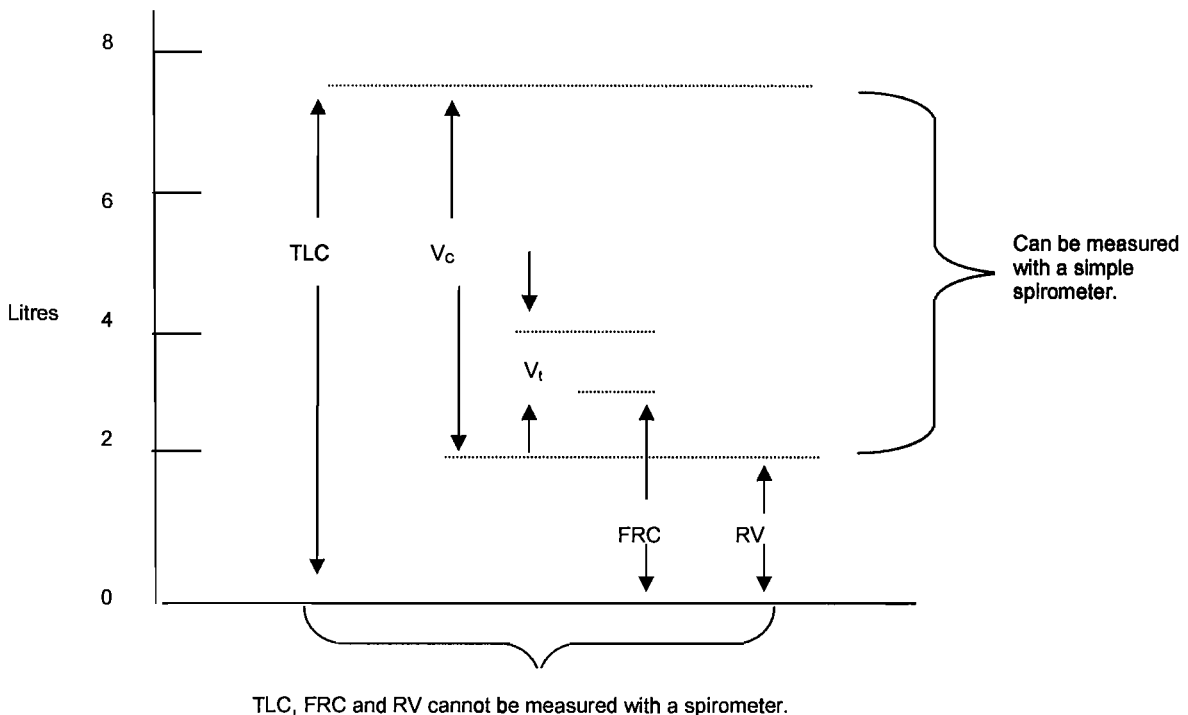 8
6
TLC
Vc
Can be measured
with a simple
spirometer.
Litres
4
Vt
2
FRC
RV
0
TLC, FRC and RV cannot be measured with a spirometer.